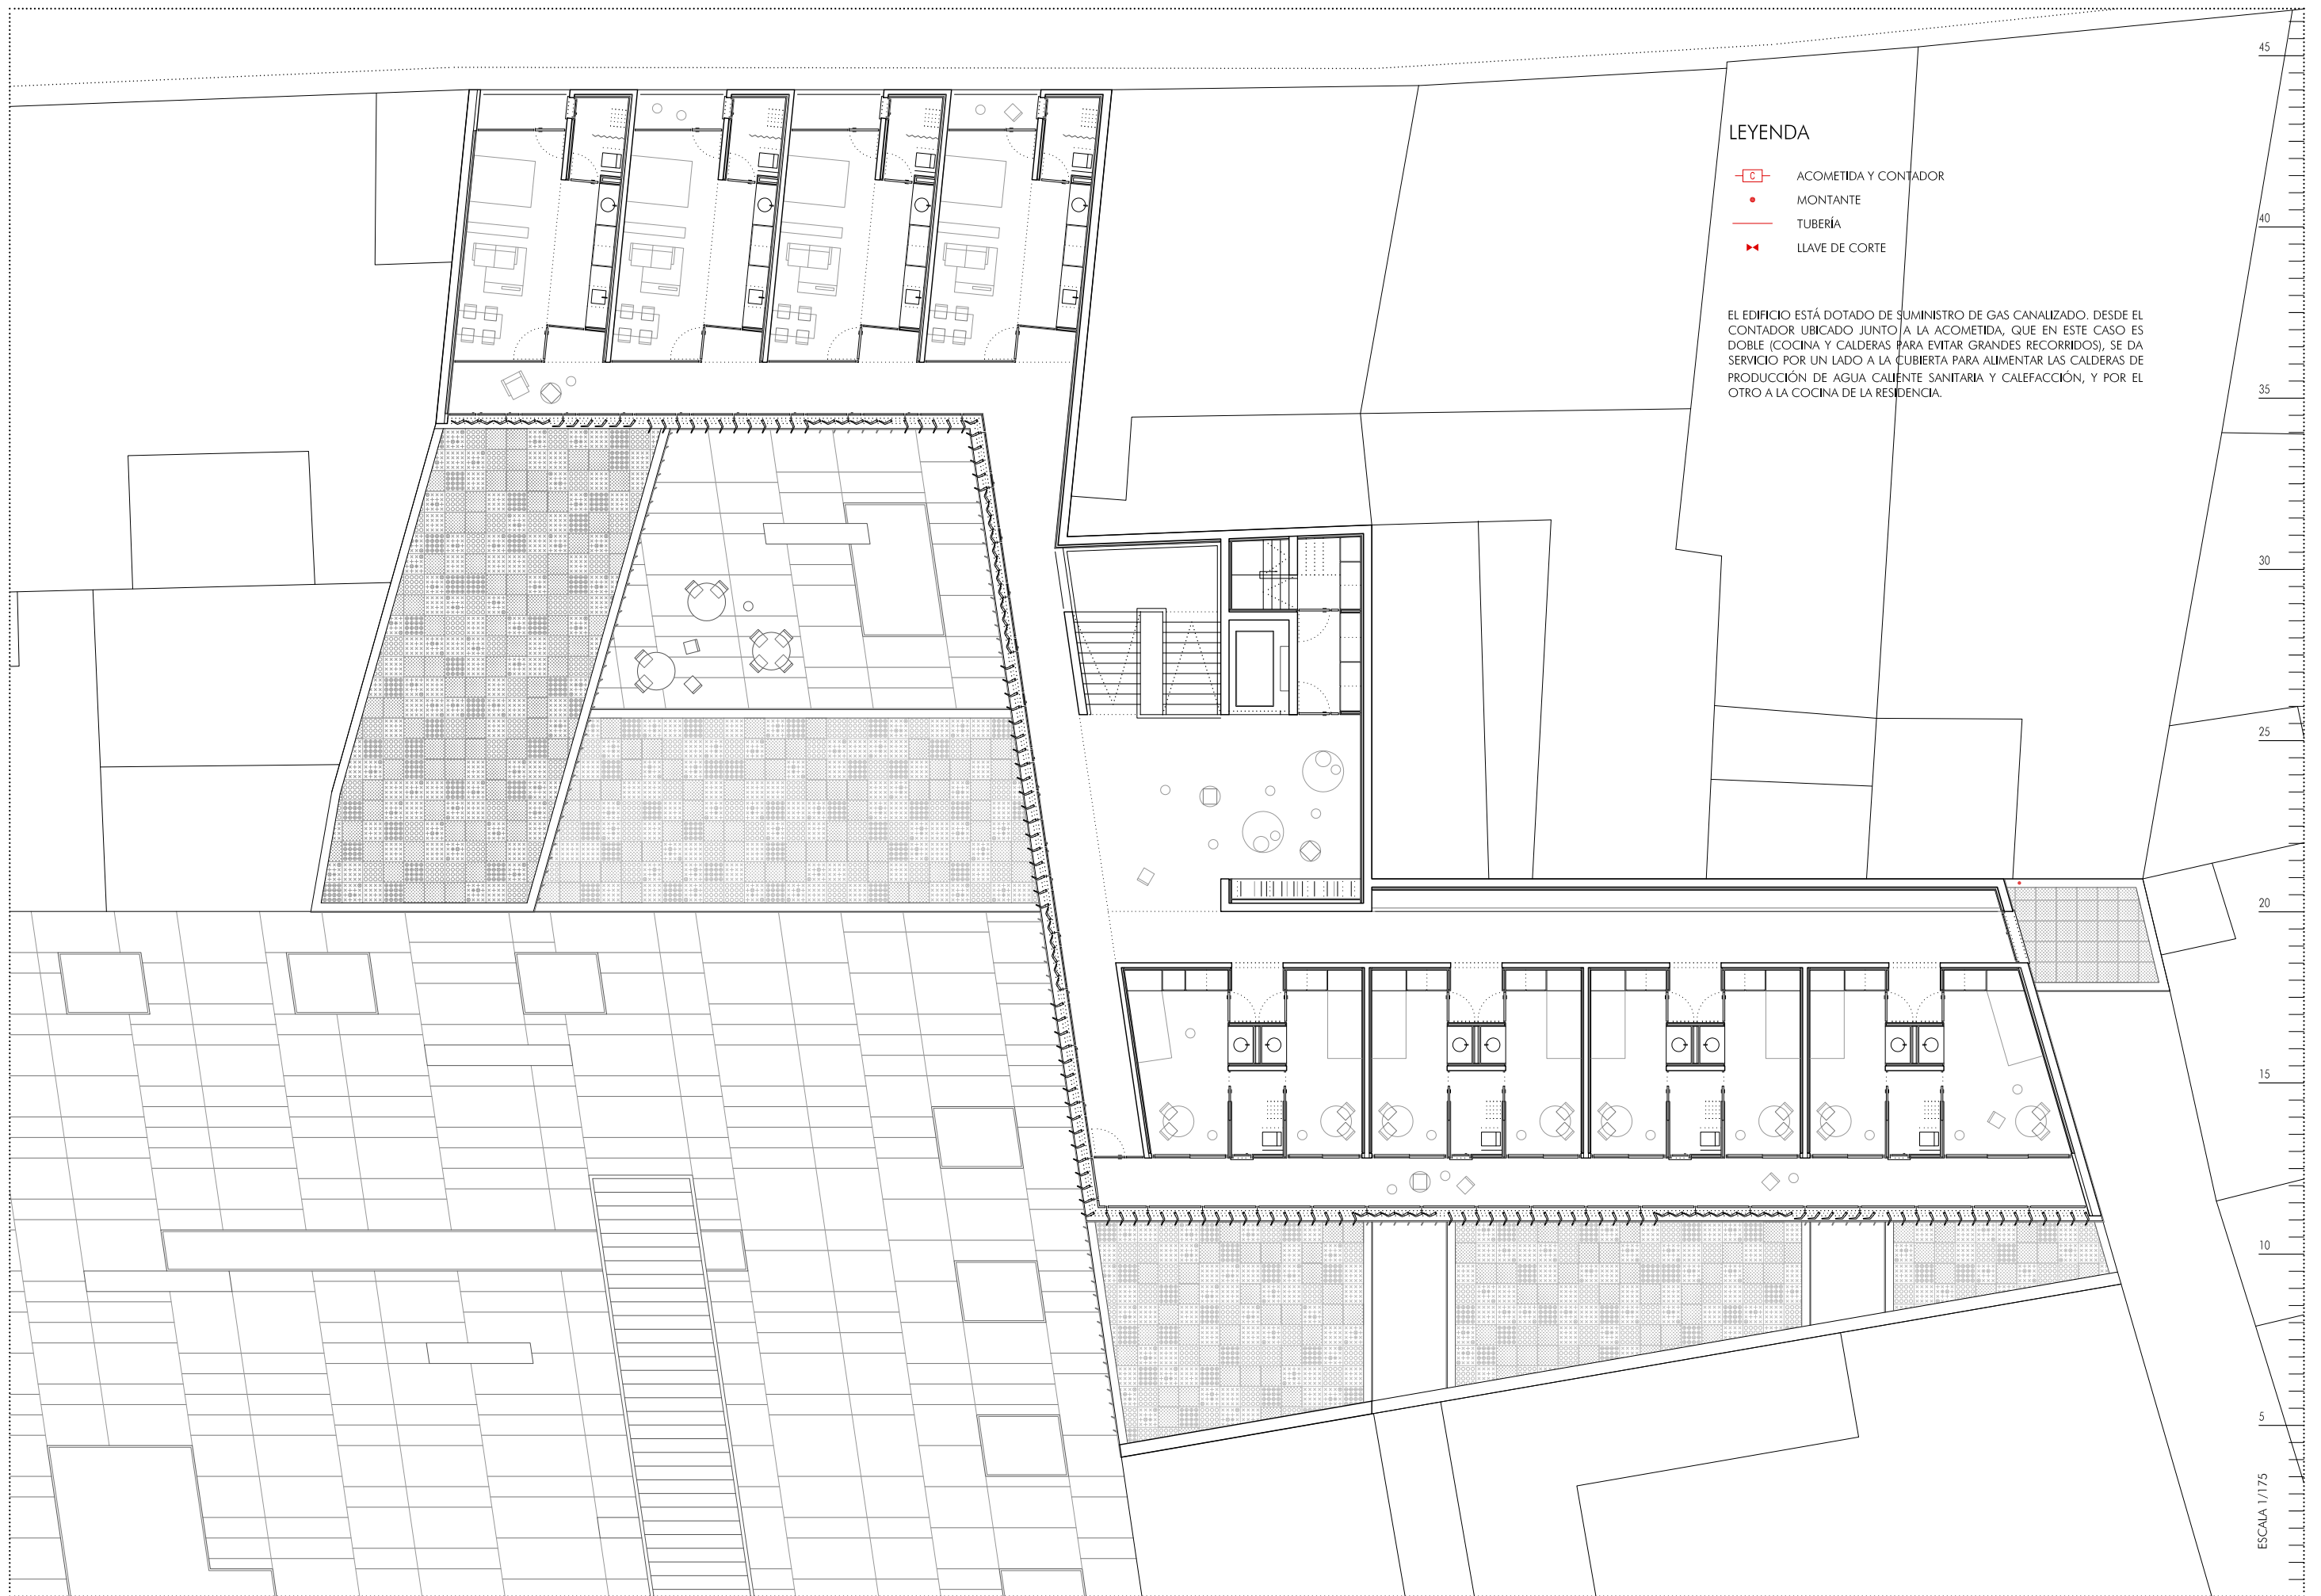 LEYENDA
C ACOMETIDA Y CONTADOR
MONTANTE
TUBERÍA
LLAVE DE CORTE
EL EDIFICIO ESTÁ DOTADO DE SUMINISTRO DE GAS CANALIZADO. DESDE EL
CONTADOR UBICADO JUNTO A LA ACOMETIDA, QUE EN ESTE CASO ES
DOBLE (COCINA Y CALDERAS PARA EVITAR GRANDES RECORRIDOS), SE DA
SERVICIO POR UN LADO A LA CUBIERTA PARA ALIMENTAR LAS CALDERAS DE
PRODUCCIÓN DE AGUA CALIENTE SANITARIA Y CALEFACCIÓN, Y POR EL
OTRO A LA COCINA DE LA RESIDENCIA.
45
40
35
30
25
20
15
10
5
ESCALA 1/175